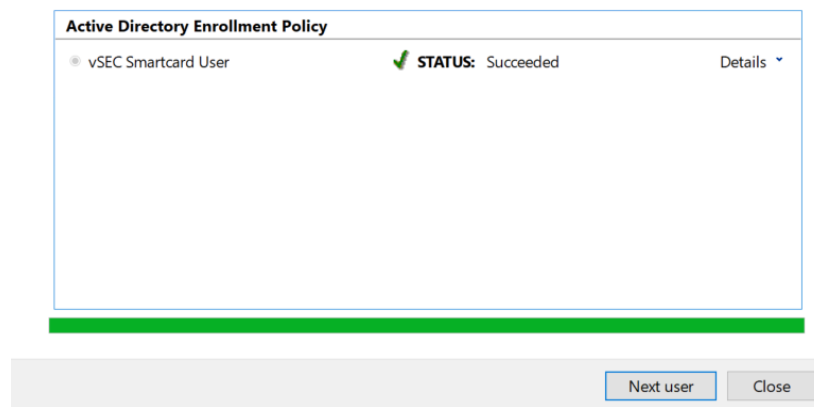 Active Directory Enrollment Policy
vSEC Smartcard User STATUS: Succeeded Details
Next user Close